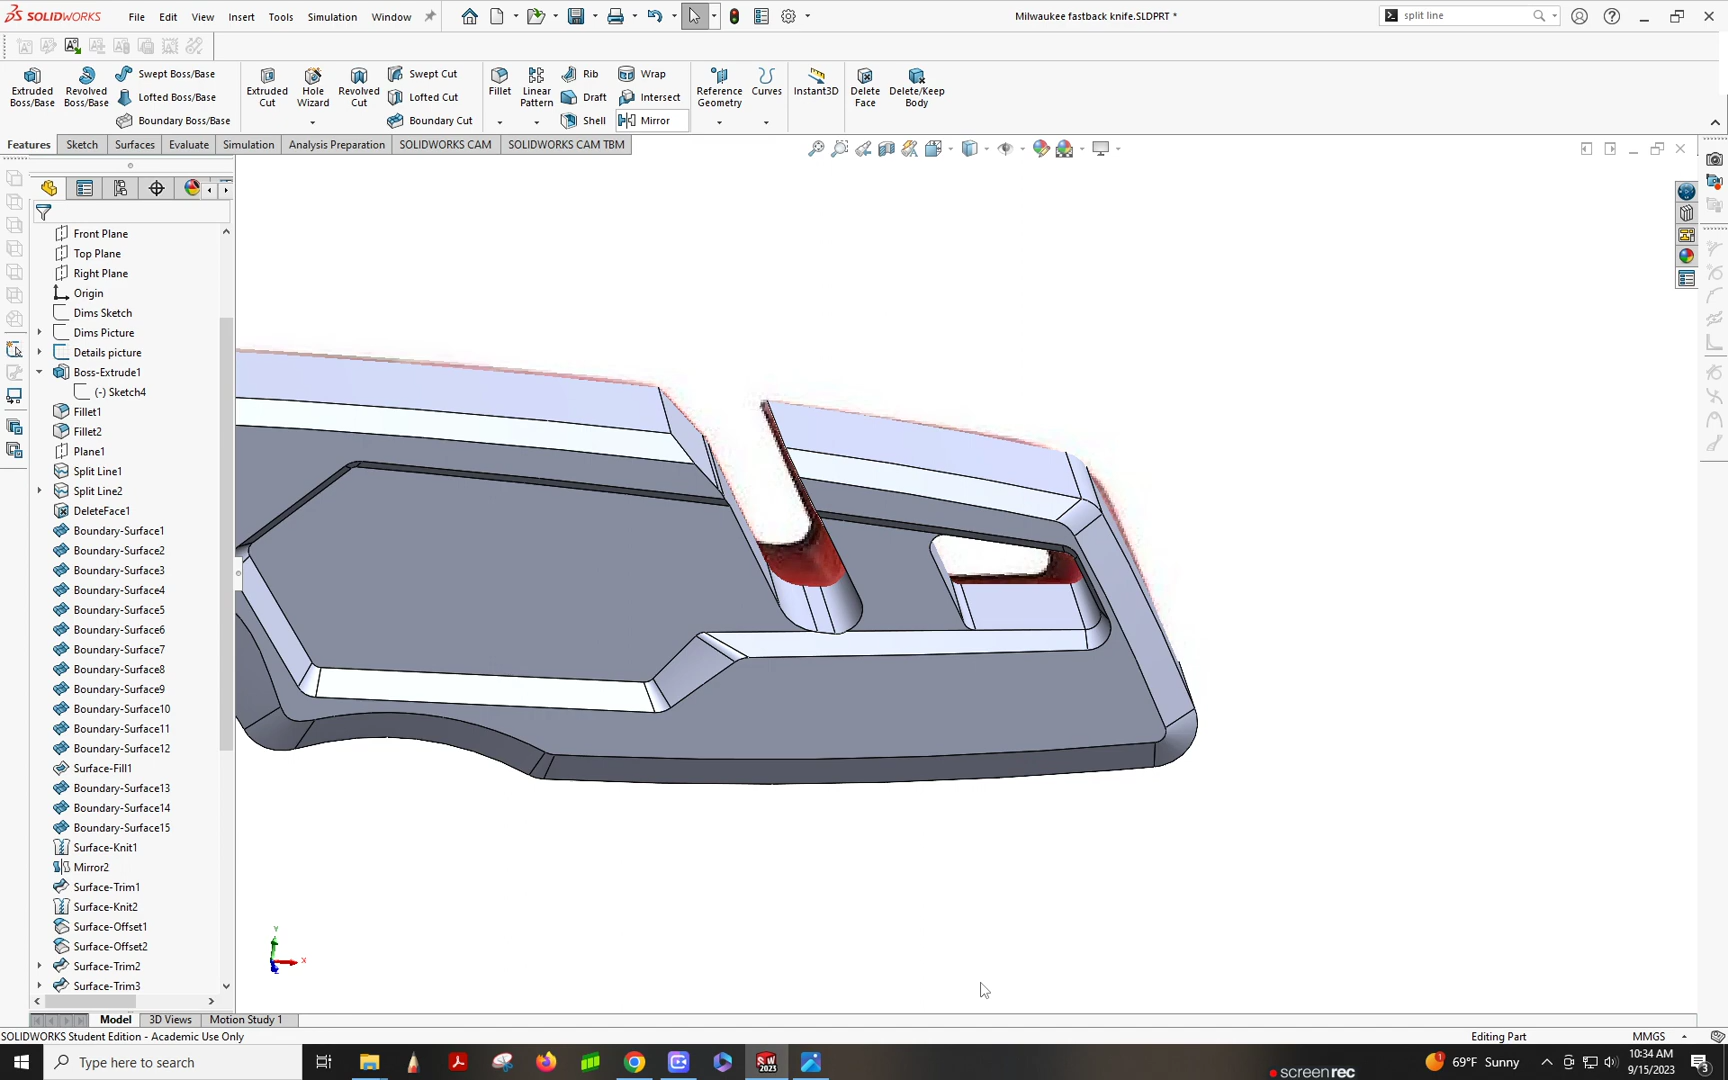 SOLIDWORKS File Edit View Insert Tools Simulation Window Milwaukee fastback knife.SLDPRT * split line
Extruded Boss/Base Revolved Boss/Base Swept Boss/Base Lofted Boss/Base Boundary Boss/Base Extruded Cut Hole Wizard Revolved Cut Swept Cut Lofted Cut Boundary Cut Fillet Linear Pattern Rib Draft Shell Wrap Intersect Mirror Reference Geometry Curves Instant3D Delete Face Delete/Keep Body
Features Sketch Surfaces Evaluate Simulation Analysis Preparation SOLIDWORKS CAM SOLIDWORKS CAM TBM
Front Plane
Top Plane
Right Plane
Origin
Dims Sketch
Dims Picture
Details picture
Boss-Extrude1
(-) Sketch4
Fillet1
Fillet2
Plane1
Split Line1
Split Line2
DeleteFace1
Boundary-Surface1
Boundary-Surface2
Boundary-Surface3
Boundary-Surface4
Boundary-Surface5
Boundary-Surface6
Boundary-Surface7
Boundary-Surface8
Boundary-Surface9
Boundary-Surface10
Boundary-Surface11
Boundary-Surface12
Surface-Fill1
Boundary-Surface13
Boundary-Surface14
Boundary-Surface15
Surface-Knit1
Mirror2
Surface-Trim1
Surface-Knit2
Surface-Offset1
Surface-Offset2
Surface-Trim2
Surface-Trim3
Y
X
Z
Model 3D Views Motion Study 1
SOLIDWORKS Student Edition - Academic Use Only Editing Part MMGS
Type here to search 69°F Sunny 10:34 AM
screenrec 9/15/2023